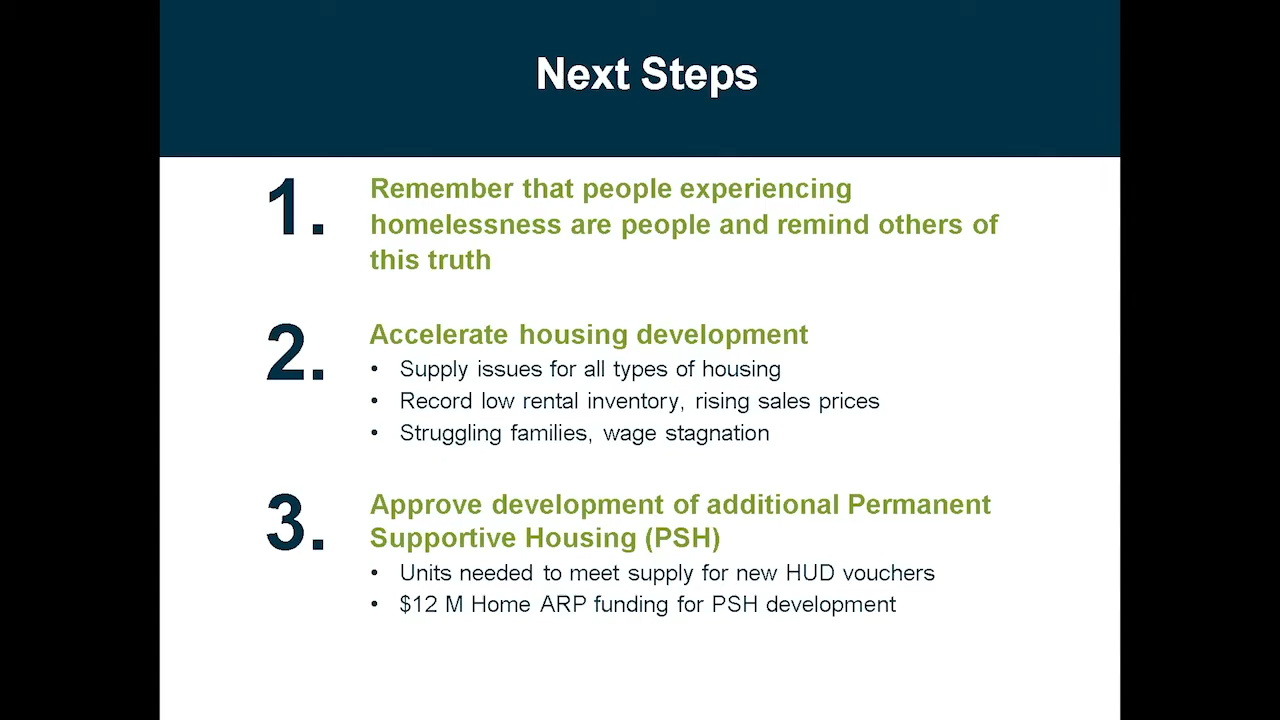 Next Steps
1.
Remember that people experiencing
homelessness are people and remind others of
this truth
2.
Accelerate housing development
• Supply issues for all types of housing
• Record low rental inventory, rising sales prices
• Struggling families, wage stagnation
3.
Approve development of additional Permanent
Supportive Housing (PSH)
• Units needed to meet supply for new HUD vouchers
• $12 M Home ARP funding for PSH development